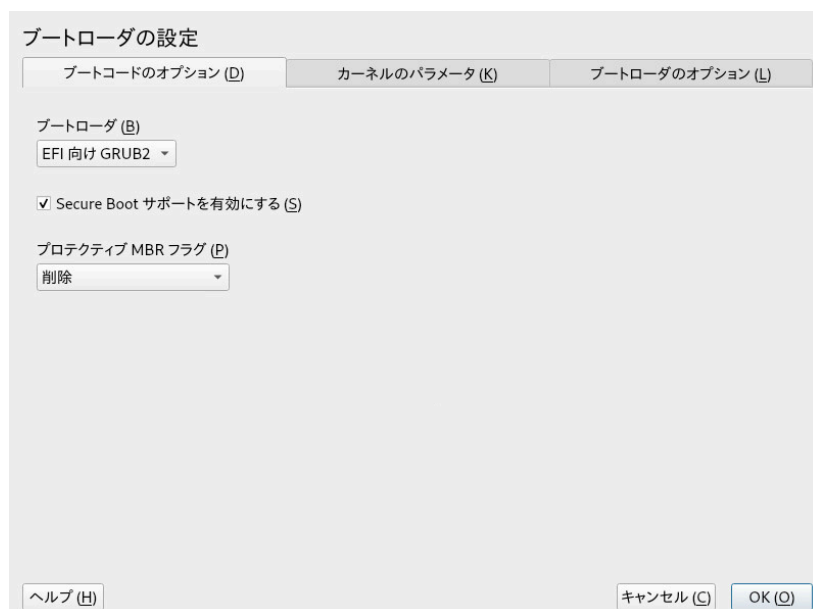 ブートローダの設定
ブートコードのオプション (D)
カーネルのパラメータ (K)
ブートローダのオプション (L)
ブートローダ (B)
EFI 向け GRUB2
Secure Boot サポートを有効にする (S)
プロテクティブ MBR フラグ (P)
削除
ヘルプ (H)
キャンセル (C)
OK (O)